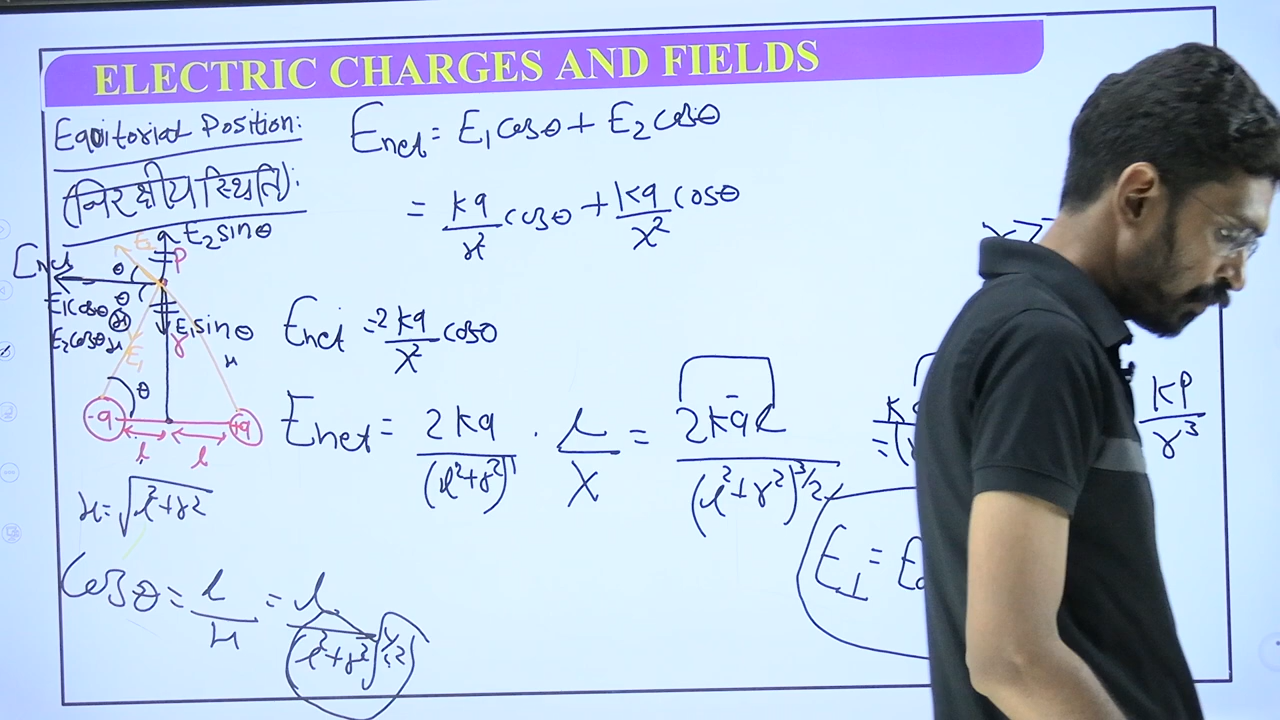 ELECTRIC CHARGES AND FIELDS
Equitorial Position:
(निरक्षीय स्थिति):
Enet = E1 cosθ + E2 cosθ
= kq/x² cosθ + kq/x² cosθ
E2 sinθ
P
Enet
θ
θ
E1 cosθ
E2 cosθ
x
E1
E1 sinθ
r
x
θ
-q
+q
l
l
Enet = 2kq/x² cosθ
Enet = 2kq/(l²+r²)¹ · l/x = 2kql/(l²+r²)^3/2
kp/r³
x = √l²+r²
E⊥ =
Cosθ = l/x = l/(l²+r²)^1/2